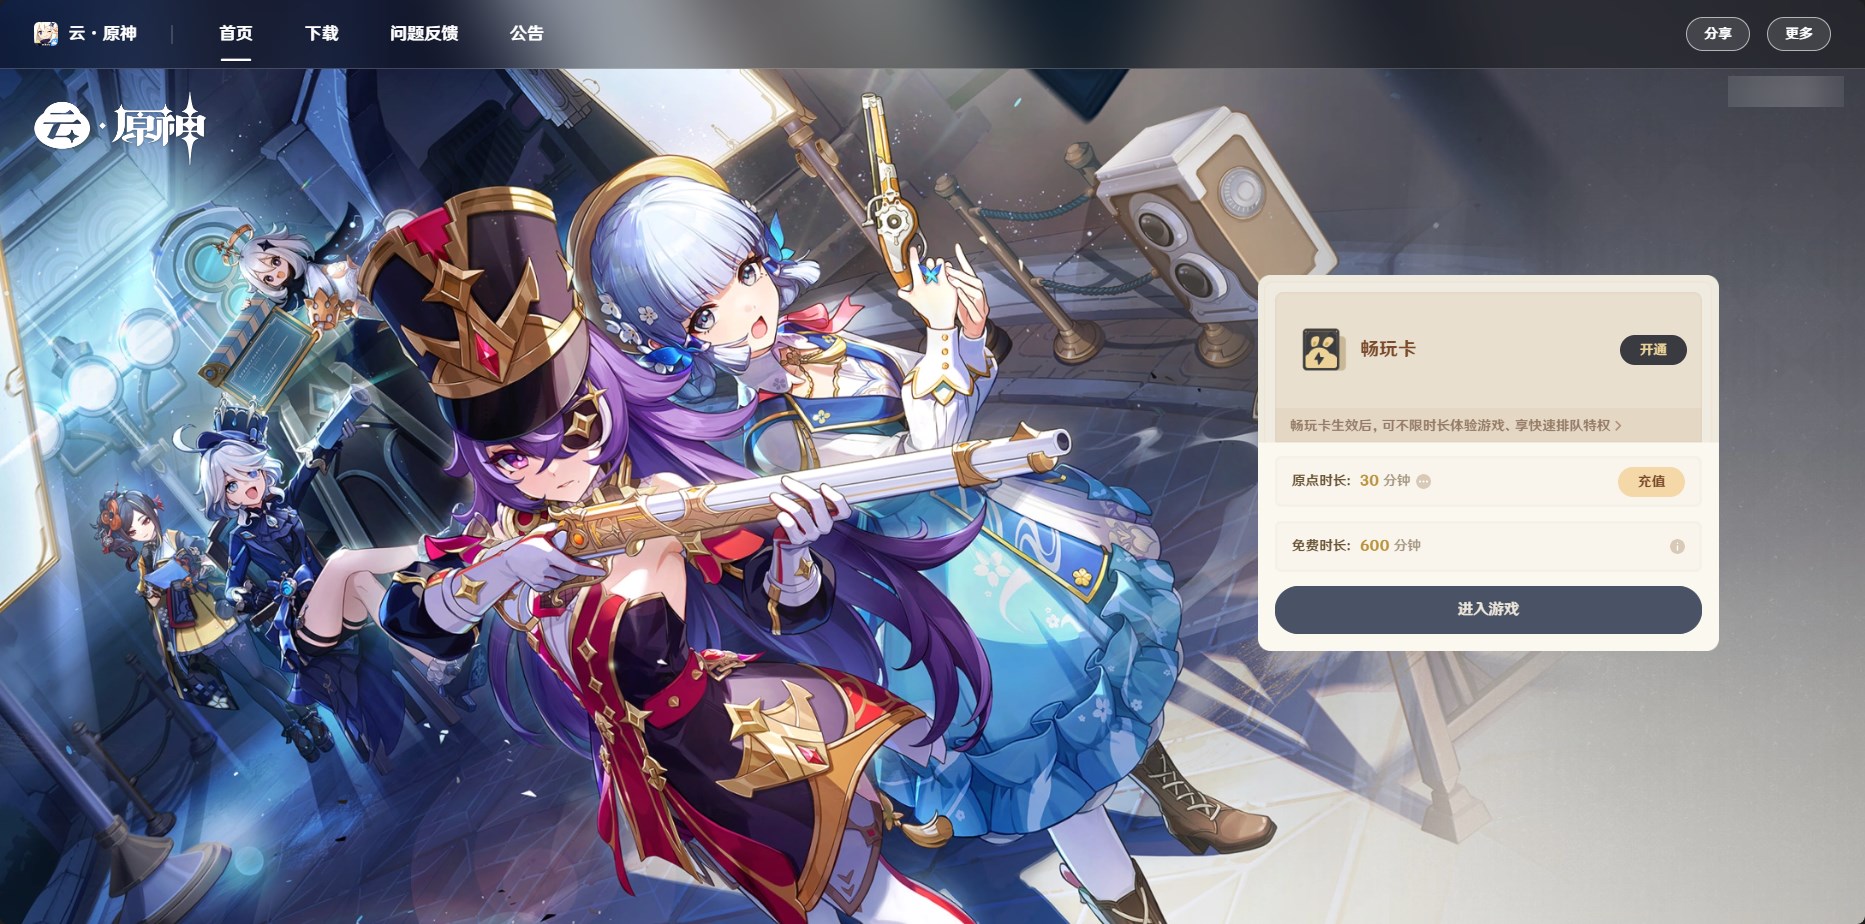 云·原神
首页
下载
问题反馈
公告
分享
更多
云·原神
畅玩卡
开通
畅玩卡生效后，可不限时长体验游戏、享快速排队特权
原点时长: 30 分钟
充值
免费时长: 600 分钟
进入游戏